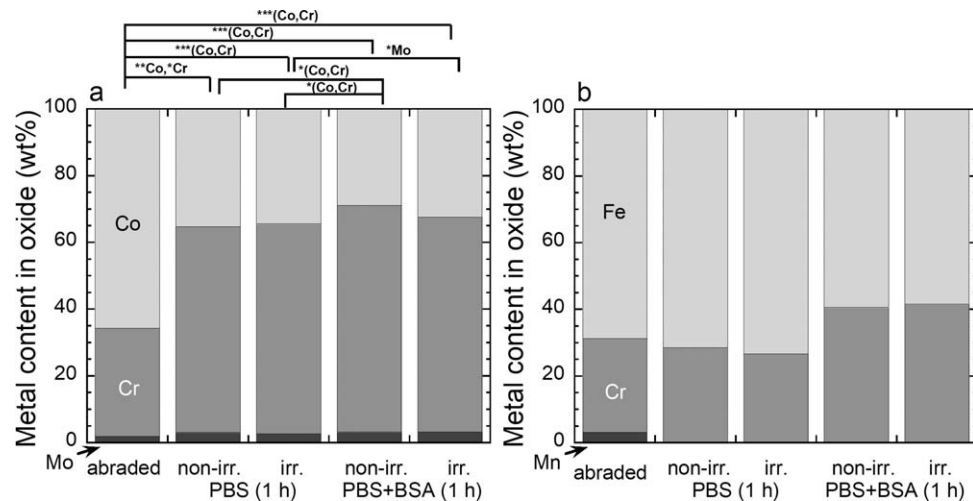 ***(Co,Cr)
***(Co,Cr)
***(Co,Cr)
*Mo
**Co,*Cr
*(Co,Cr)
*(Co,Cr)
a
b
Metal content in oxide (wt%)
100
80
60
40
20
0
Co
Cr
Mo
abraded
non-irr.
irr.
non-irr.
irr.
PBS (1 h)
PBS+BSA (1 h)
Metal content in oxide (wt%)
100
80
60
40
20
0
Fe
Cr
Mn
abraded
non-irr.
irr.
non-irr.
irr.
PBS (1 h)
PBS+BSA (1 h)